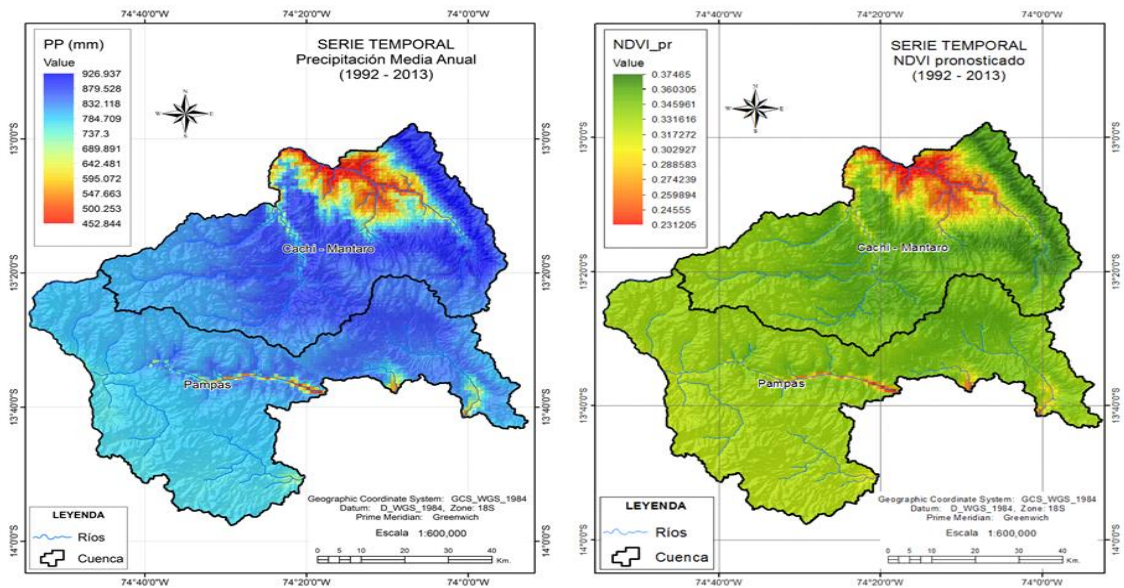 74°40'0"W 74°20'0"W 74°0'0"W
PP (mm)
Value
926.937
879.528
832.118
784.709
737.3
689.891
642.481
595.072
547.663
500.253
452.844
SERIE TEMPORAL
Precipitación Media Anual
(1992 - 2013)
N
W E
S
13°0'0"S
13°20'0"S
13°40'0"S
14°0'0"S
13°0'0"S
13°20'0"S
13°40'0"S
14°0'0"S
Cachi - Mantaro
Pampas
Geographic Coordinate System: GCS_WGS_1984
Datum: D_WGS_1984, Zone: 18S
Prime Meridian: Greenwich
Escala 1:600,000
0 5 10 20 30 40
Km.
LEYENDA
Ríos
Cuenca
74°40'0"W 74°20'0"W 74°0'0"W
74°40'0"W 74°20'0"W 74°0'0"W
NDVI_pr
Value
0.37465
0.360305
0.345961
0.331616
0.317272
0.302927
0.288583
0.274239
0.259894
0.24555
0.231205
SERIE TEMPORAL
NDVI pronosticado
(1992 - 2013)
N
W E
S
13°0'0"S
13°20'0"S
13°40'0"S
14°0'0"S
13°0'0"S
13°20'0"S
13°40'0"S
14°0'0"S
Cachi - Mantaro
Pampas
Geographic Coordinate System: GCS_WGS_1984
Datum: D_WGS_1984, Zone: 18S
Prime Meridian: Greenwich
Escala 1:600,000
0 5 10 20 30 40
Km.
LEYENDA
Ríos
Cuenca
74°40'0"W 74°20'0"W 74°0'0"W